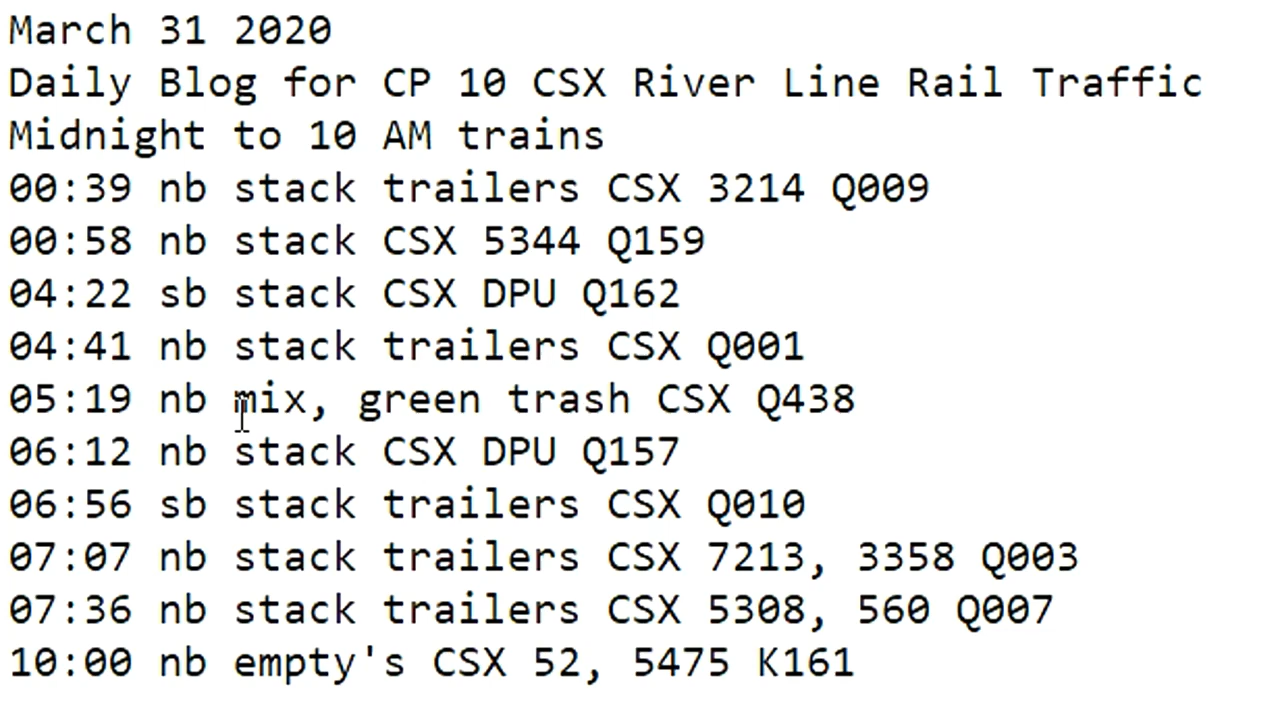 March 31 2020
Daily Blog for CP 10 CSX River Line Rail Traffic
Midnight to 10 AM trains
00:39 nb stack trailers CSX 3214 Q009
00:58 nb stack CSX 5344 Q159
04:22 sb stack CSX DPU Q162
04:41 nb stack trailers CSX Q001
05:19 nb mix, green trash CSX Q438
06:12 nb stack CSX DPU Q157
06:56 sb stack trailers CSX Q010
07:07 nb stack trailers CSX 7213, 3358 Q003
07:36 nb stack trailers CSX 5308, 560 Q007
10:00 nb empty's CSX 52, 5475 K161